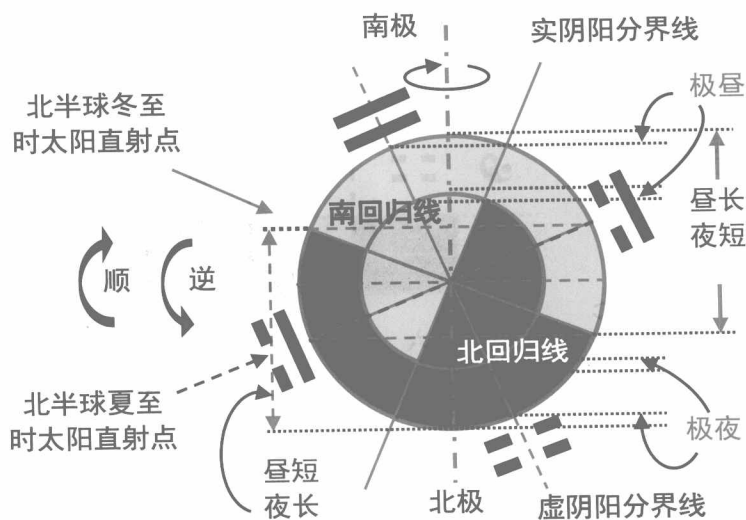 南极
实阴阳分界线
极昼
北半球冬至
时太阳直射点
南回归线
昼长
夜短
顺
逆
北回归线
北半球夏至
时太阳直射点
极夜
昼短
夜长
北极
虚阴阳分界线